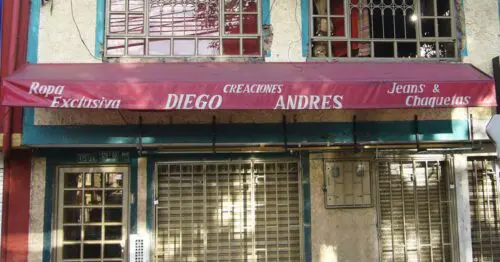 Ropa
Exclusiva
CREACIONES
DIEGO ANDRES
Jeans &
Chaquetas